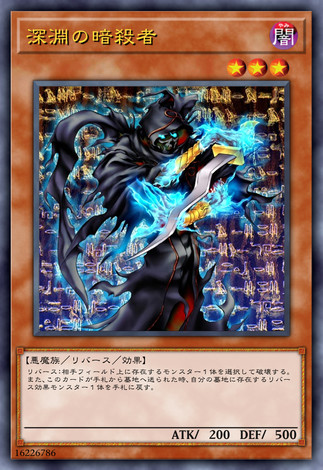 深淵の暗殺者
闇
やみ
【悪魔族／リバース／効果】
リバース：相手フィールド上に存在するモンスター１体を選択して破壊する。
また、このカードが手札から墓地へ送られた時、自分の墓地に存在するリバー
ス効果モンスター１体を手札に戻す。
ATK/ 200 DEF/ 500
16226786